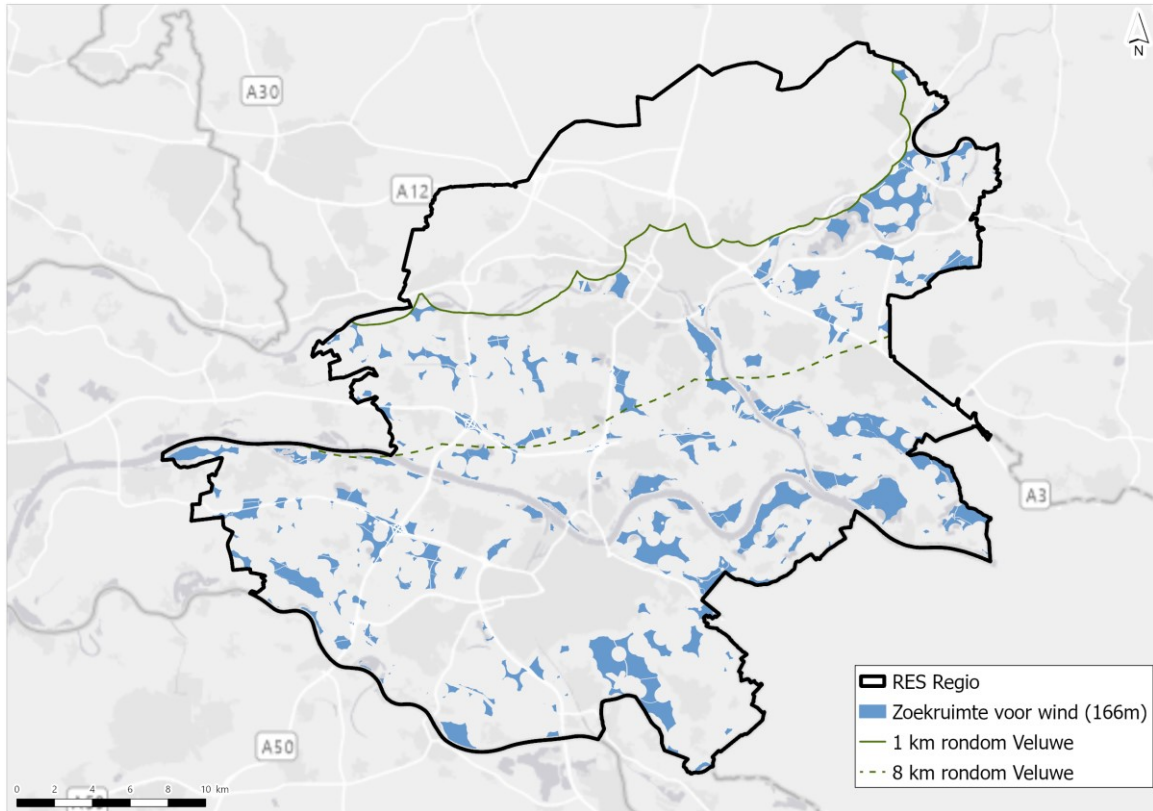 N
A30
A12
A3
A50
RES Regio
Zoekruimte voor wind (166m)
1 km rondom Veluwe
8 km rondom Veluwe
0 2 4 6 8 10 km